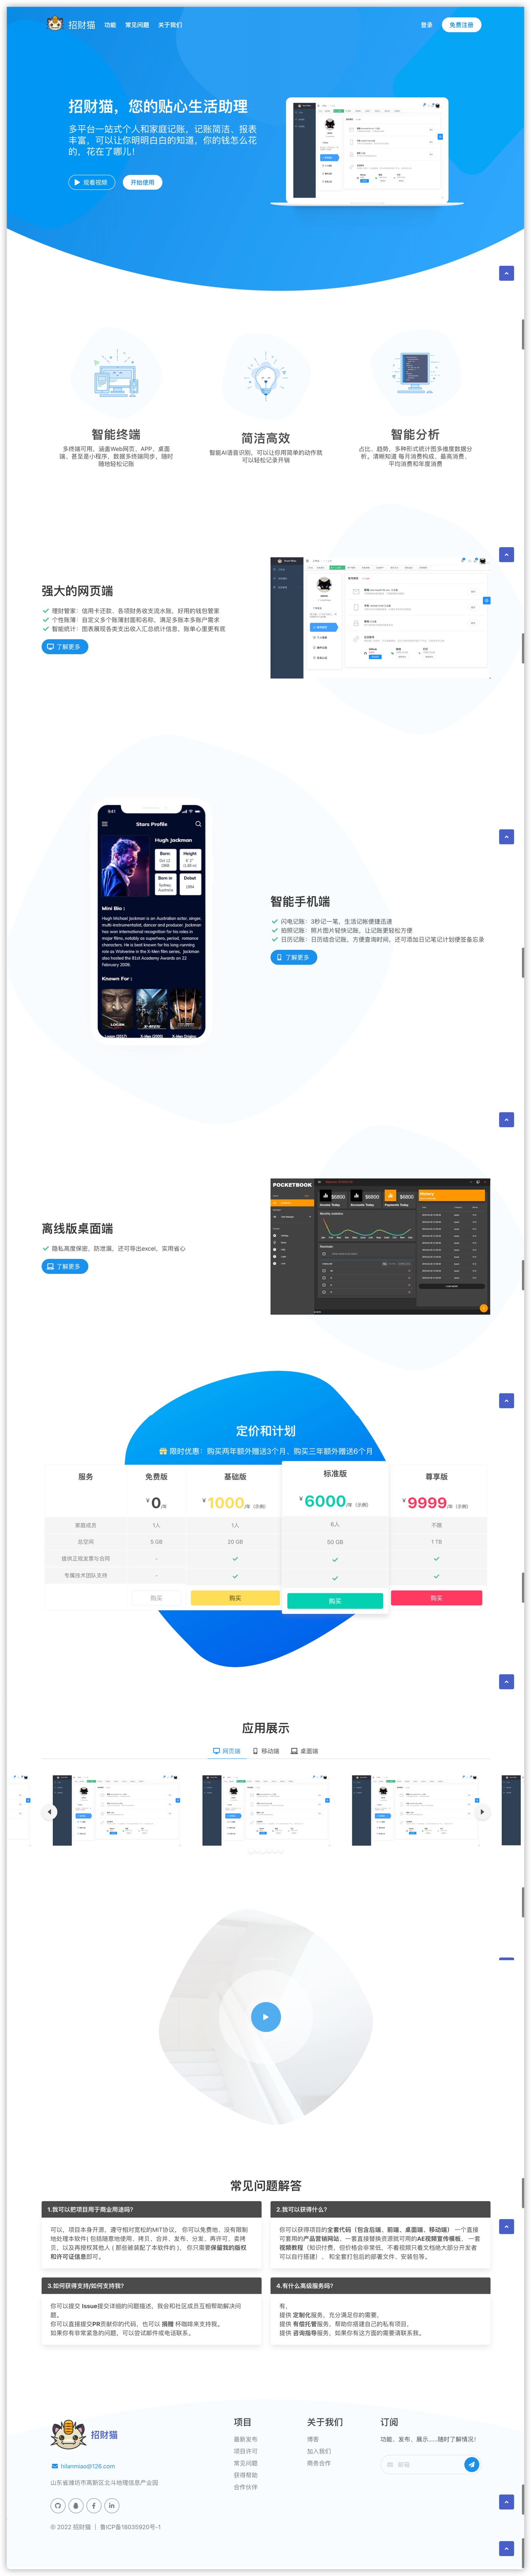 招财猫 功能 常见问题 关于我们 登录 免费注册
招财猫，您的贴心生活助理
多平台一站式个人和家庭记账，记账简洁、报表
丰富，可以让你明明白白的知道，你的钱怎么花
的，花在了哪儿！
观看视频 开始使用
智能终端
多终端可用，涵盖Web网页、APP、桌面
端、甚至是小程序，数据多终端同步，随时
随地轻松记账
简洁高效
智能AI语音识别，可以让你用简单的动作就
可以轻松记录开销
智能分析
占比、趋势，多种形式统计图多维度数据分
析。清晰知道 每月消费构成、最高消费、
平均消费和年度消费
强大的网页端
理财管家：信用卡还款、各项财务收支流水账，好用的钱包管家
个性账簿：自定义多个账簿封面和名称，满足多账本多账户需求
智能统计：图表展现各类支出收入汇总统计信息，账单心里更有底
了解更多
9:41
Stars Profile
Hugh Jackman
Born:
Oct 12
1968
Height:
Born in
Sydney
Australia
Debut
1994
Mini Bio :
Hugh Michael Jackman is an Australian actor, singer,
Known For :
Logan (2017) X-Men (2000) X-Men Origins
智能手机端
闪电记账：3秒记一笔，生活记帐便捷迅速
拍照记账：照片图片轻快记账，让记账更轻松方便
日历记账：日历结合记账，方便查询时间，还可添加日记笔记计划便签备忘录
了解更多
离线版桌面端
隐私高度保密，防泄漏，还可导出excel，实用省心
了解更多
POCKETBOOK
$6800 $6800 $6800
History
定价和计划
限时优惠：购买两年额外赠送3个月、购买三年额外赠送6个月
服务 免费版 基础版 标准版 尊享版
¥0/年 ¥1000/年（示例） ¥6000/年（示例） ¥9999/年（示例）
家庭成员 1人 1人 6人 不限
总空间 5 GB 20 GB 50 GB 1 TB
提供正规发票与合同 -
专属技术团队支持 -
购买 购买 购买 购买
应用展示
网页端 移动端 桌面端
常见问题解答
1.我可以把项目用于商业用途吗?
可以，项目本身开源，遵守相对宽松的MIT协议，你可以免费地、没有限制
地处理本软件( 包括随意地使用、拷贝、合并、发布、分发、再许可、卖拷
贝，以及再授权其他人 ( 那些被装配了本软件的 )，你只需要保留我的版权
和许可证信息即可。
2.我可以获得什么?
你可以获得项目的全套代码（包含后端、前端、桌面端、移动端） 一个直接
可套用的产品营销网站、一套直接替换资源就可用的AE视频宣传模板、 一套
视频教程（知识付费，但价格会非常低，不看视频只看文档绝大部分开发者
可以自行搭建）、 和全套打包后的部署文件、安装包等。
3.如何获得支持/如何支持我?
你可以提交 Issue提交详细的问题描述，我会和社区成员互相帮助解决问
题。
你可以直接提交PR贡献你的代码，也可以 捐赠 杯咖啡来支持我。
如果你有非常紧急的问题，可以尝试邮件或电话联系。
4.有什么高级服务吗?
有，
提供 定制化服务，充分满足你的需要，
提供 有偿托管服务，帮助你搭建自己的私有项目，
提供 咨询指导服务，如果你有这方面的需要请联系我。
招财猫
hilanmiao@126.com
山东省潍坊市高新区北斗地理信息产业园
© 2022 招财猫 | 鲁ICP备18035920号-1
项目
最新发布
项目许可
常见问题
获得帮助
合作伙伴
关于我们
博客
加入我们
商务合作
订阅
功能、发布、展示……随时了解情况！
邮箱